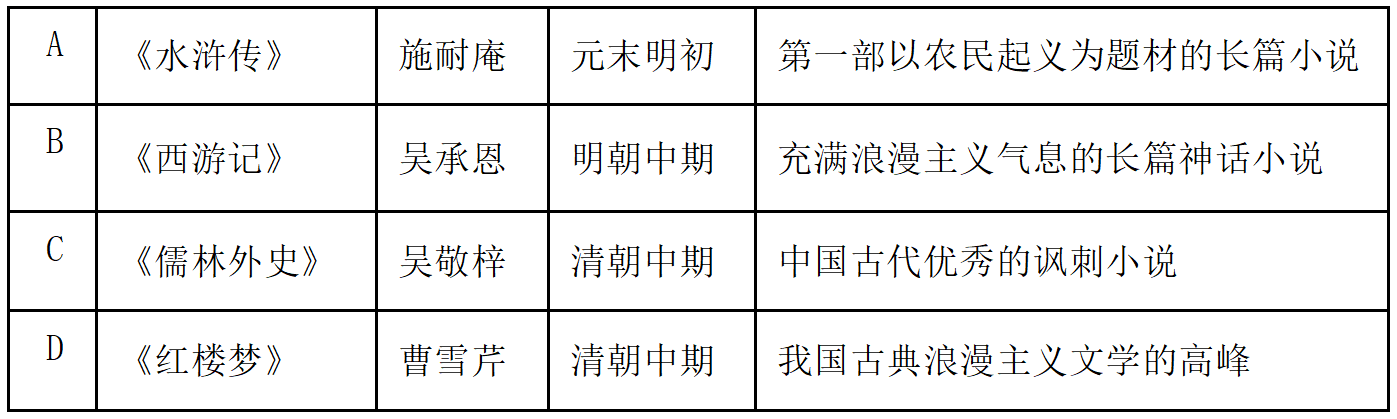 A 《水浒传》 施耐庵 元末明初 第一部以农民起义为题材的长篇小说
B 《西游记》 吴承恩 明朝中期 充满浪漫主义气息的长篇神话小说
C 《儒林外史》 吴敬梓 清朝中期 中国古代优秀的讽刺小说
D 《红楼梦》 曹雪芹 清朝中期 我国古典浪漫主义文学的高峰